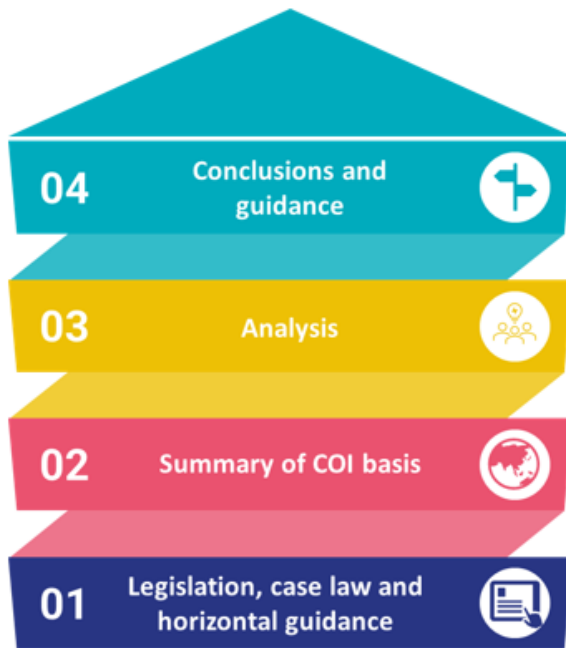 04
Conclusions and
guidance
03
Analysis
02
Summary of COI basis
01
Legislation, case law and
horizontal guidance